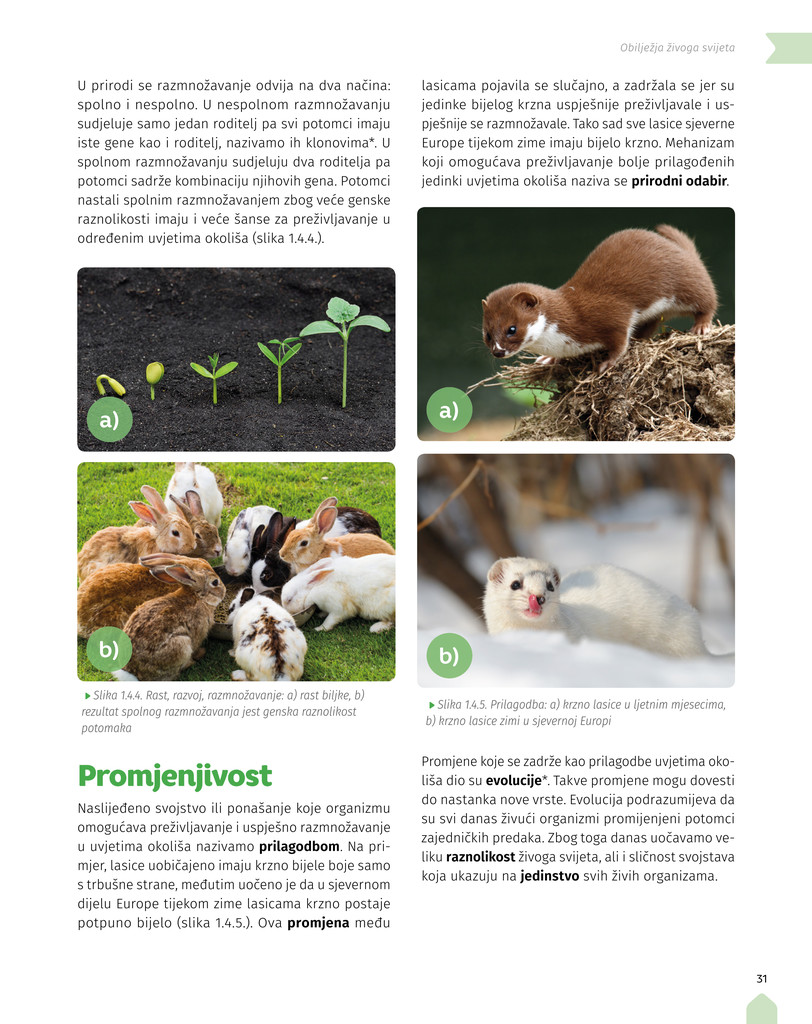 Obilježja živoga svijeta
U prirodi se razmnožavanje odvija na dva načina:
spolno i nespolno. U nespolnom razmnožavanju
sudjeluje samo jedan roditelj pa svi potomci imaju
iste gene kao i roditelj, nazivamo ih klonovima*. U
spolnom razmnožavanju sudjeluju dva roditelja pa
potomci sadrže kombinaciju njihovih gena. Potomci
nastali spolnim razmnožavanjem zbog veće genske
raznolikosti imaju i veće šanse za preživljavanje u
određenim uvjetima okoliša (slika 1.4.4.).
a)
b)
Slika 1.4.4. Rast, razvoj, razmnožavanje: a) rast biljke, b)
rezultat spolnog razmnožavanja jest genska raznolikost
potomaka
Promjenjivost
Naslijeđeno svojstvo ili ponašanje koje organizmu
omogućava preživljavanje i uspješno razmnožavanje
u uvjetima okoliša nazivamo prilagodbom. Na pri-
mjer, lasice uobičajeno imaju krzno bijele boje samo
s trbušne strane, međutim uočeno je da u sjevernom
dijelu Europe tijekom zime lasicama krzno postaje
potpuno bijelo (slika 1.4.5.). Ova promjena među
lasicama pojavila se slučajno, a zadržala se jer su
jedinke bijelog krzna uspješnije preživljavale i us-
pješnije se razmnožavale. Tako sad sve lasice sjeverne
Europe tijekom zime imaju bijelo krzno. Mehanizam
koji omogućava preživljavanje bolje prilagođenih
jedinki uvjetima okoliša naziva se prirodni odabir.
a)
b)
Slika 1.4.5. Prilagodba: a) krzno lasice u ljetnim mjesecima,
b) krzno lasice zimi u sjevernoj Europi
Promjene koje se zadrže kao prilagodbe uvjetima oko-
liša dio su evolucije*. Takve promjene mogu dovesti
do nastanka nove vrste. Evolucija podrazumijeva da
su svi danas živući organizmi promijenjeni potomci
zajedničkih predaka. Zbog toga danas uočavamo ve-
liku raznolikost živoga svijeta, ali i sličnost svojstava
koja ukazuju na jedinstvo svih živih organizama.
31